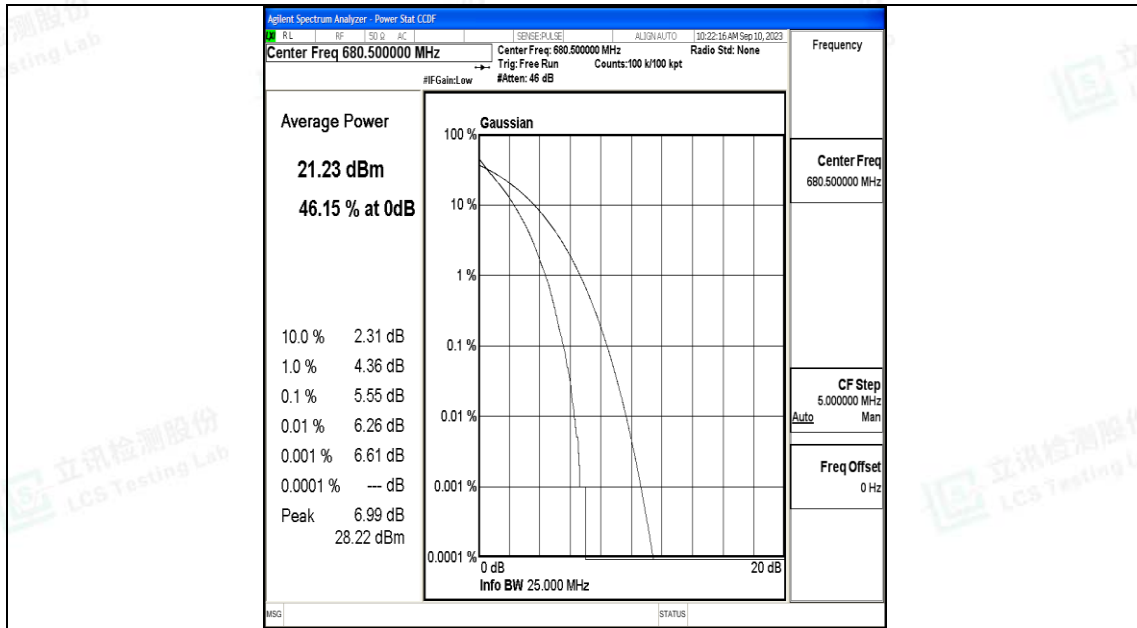 Agilent Spectrum Analyzer - Power Stat CCDF
RL RF 50 Ω AC SENSE:PULSE ALIGN AUTO 10:22:16 AM Sep 10, 2023
Center Freq 680.500000 MHz
Center Freq: 680.500000 MHz Radio Std: None
Trig: Free Run Counts:100 k/100 kpt
#IFGain:Low #Atten: 46 dB
Frequency
Average Power
21.23 dBm
46.15 % at 0dB
10.0 % 2.31 dB
1.0 % 4.36 dB
0.1 % 5.55 dB
0.01 % 6.26 dB
0.001 % 6.61 dB
0.0001 % --- dB
Peak 6.99 dB
28.22 dBm
Gaussian
100 %
10 %
1 %
0.1 %
0.01 %
0.001 %
0.0001 %
0 dB 20 dB
Info BW 25.000 MHz
Center Freq
680.500000 MHz
CF Step
5.000000 MHz
Auto Man
Freq Offset
0 Hz
MSG STATUS
立讯检测股份
LCS Testing Lab